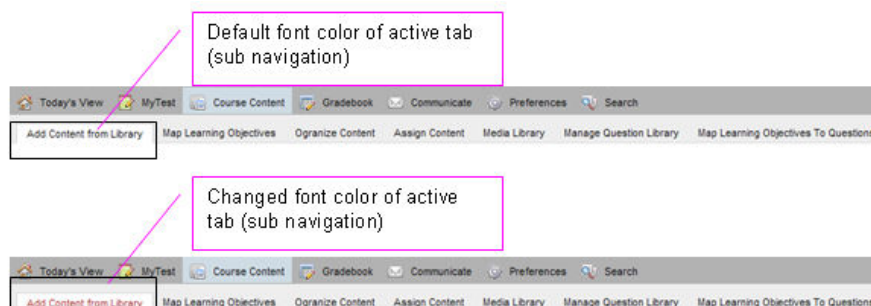 Default font color of active tab
(sub navigation)
Today's View MyTest Course Content Gradebook Communicate Preferences Search
Add Content from Library Map Learning Objectives Ogranize Content Assign Content Media Library Manage Question Library Map Learning Objectives To Questions
Changed font color of active
tab (sub navigation)
Today's View MyTest Course Content Gradebook Communicate Preferences Search
Add Content from Library Map Learning Objectives Ogranize Content Assign Content Media Library Manage Question Library Map Learning Objectives To Questions